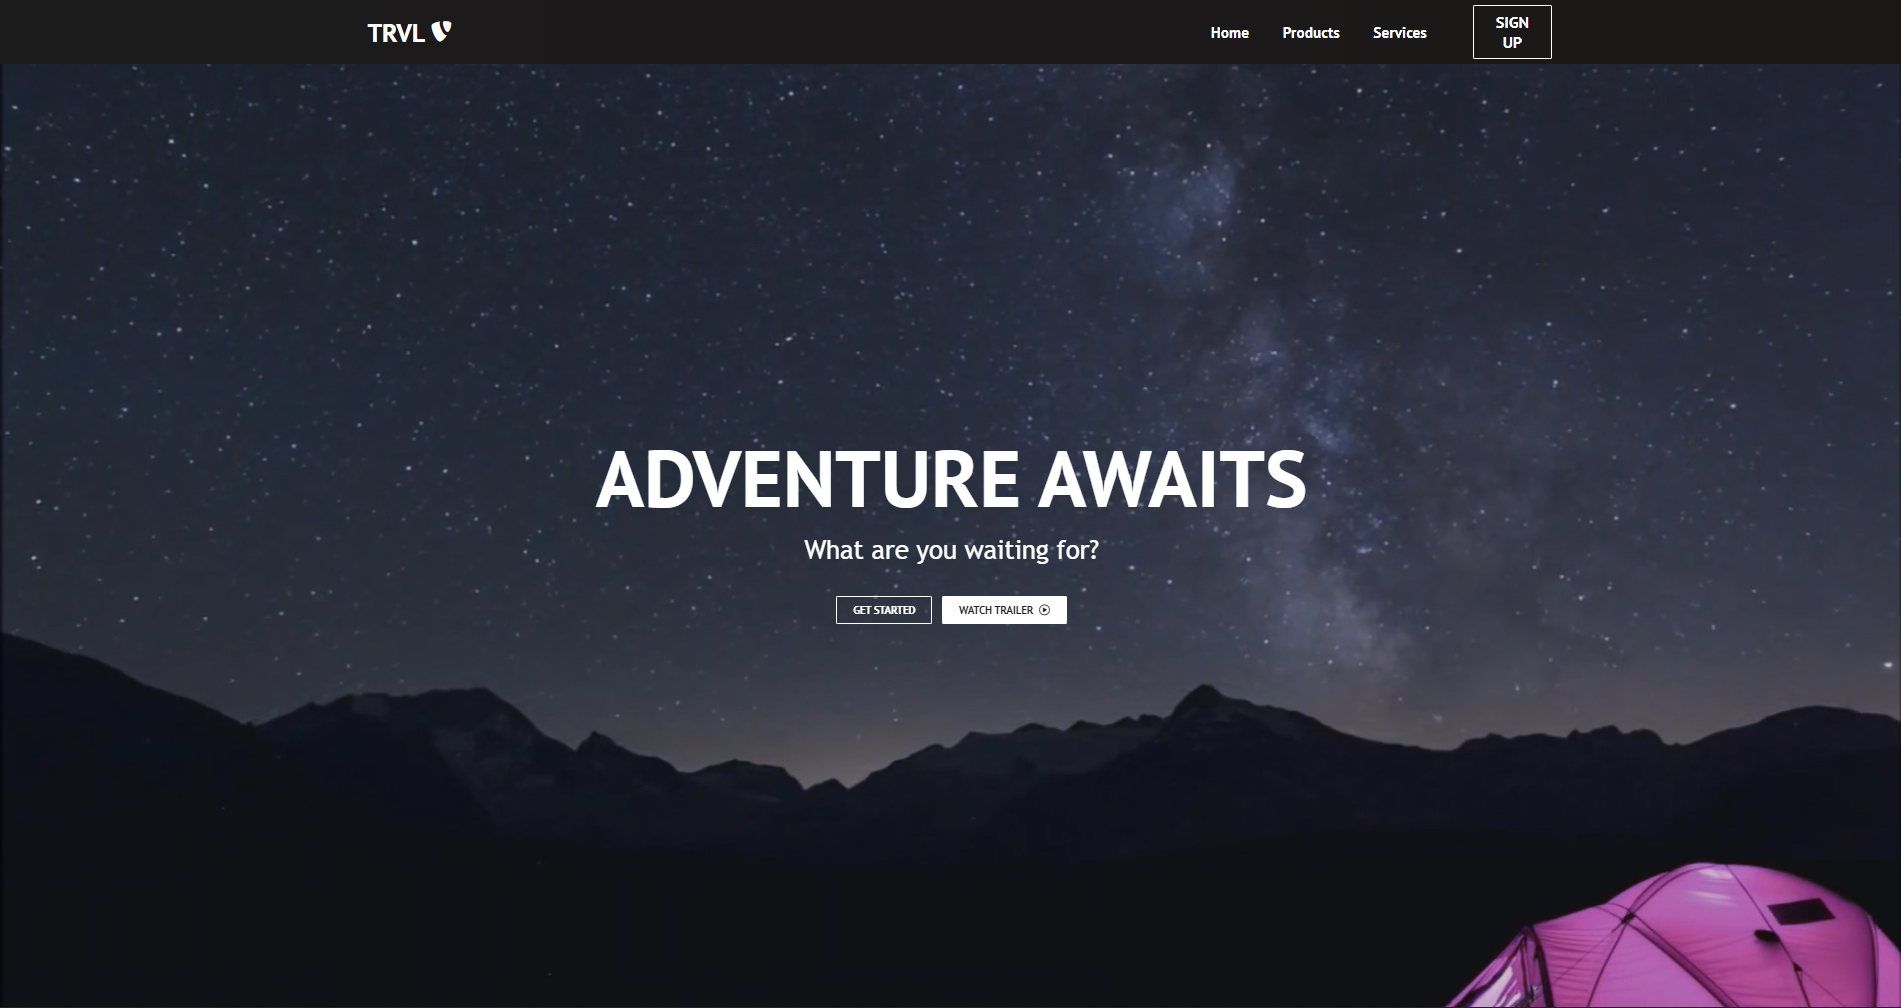 TRVL
Home
Products
Services
SIGN
UP
ADVENTURE AWAITS
What are you waiting for?
GET STARTED
WATCH TRAILER